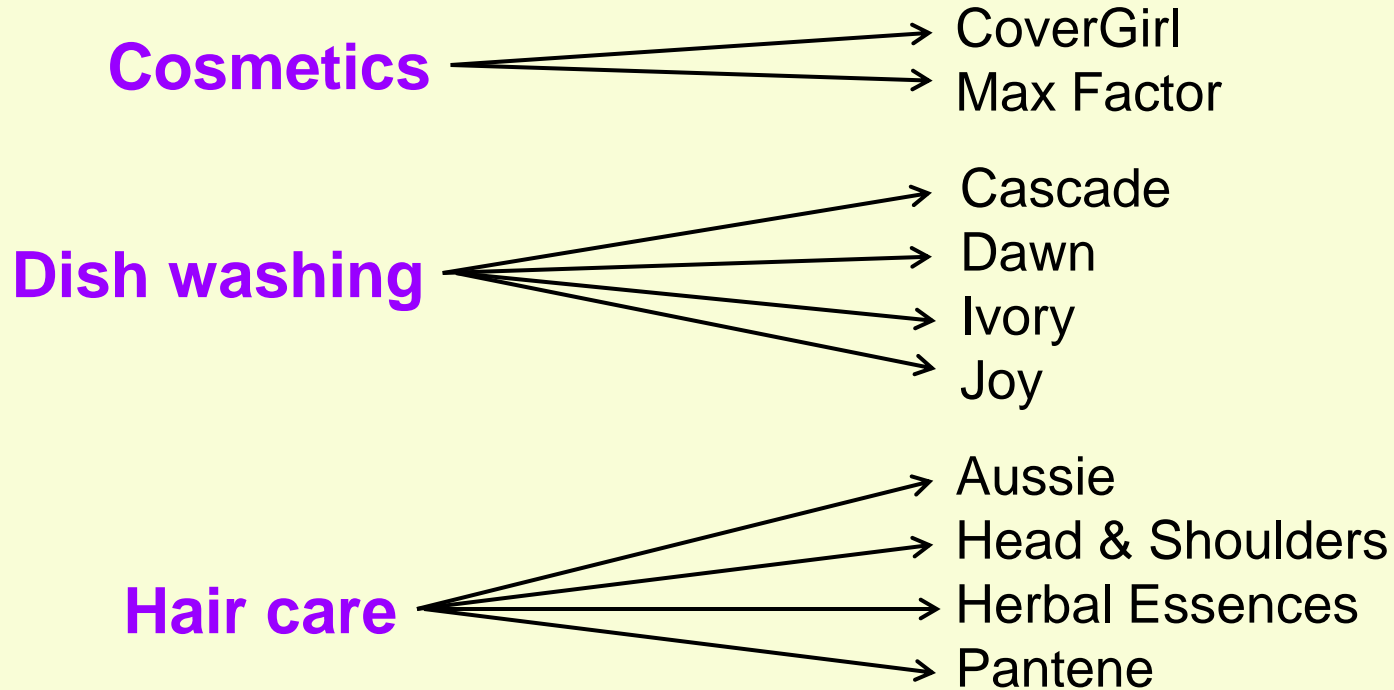 Cosmetics
CoverGirl
Max Factor
Dish washing
Cascade
Dawn
Ivory
Joy
Hair care
Aussie
Head & Shoulders
Herbal Essences
Pantene